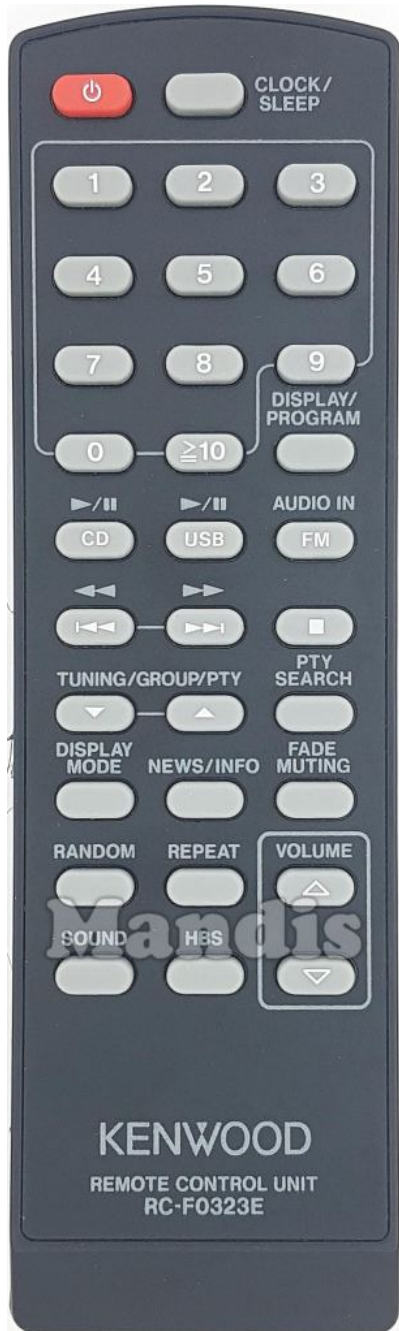 CLOCK/
SLEEP
1 2 3
4 5 6
7 8 9
DISPLAY/
PROGRAM
0 ≧10
►/II ►/II AUDIO IN
CD USB FM
◄◄ ►►
I◄◄ ►►I ■
TUNING/GROUP/PTY
PTY
SEARCH
▼ ▲
DISPLAY
MODE
NEWS/INFO
FADE
MUTING
RANDOM REPEAT VOLUME
△
Mandis
SOUND HBS
▽
KENWOOD
REMOTE CONTROL UNIT
RC-F0323E